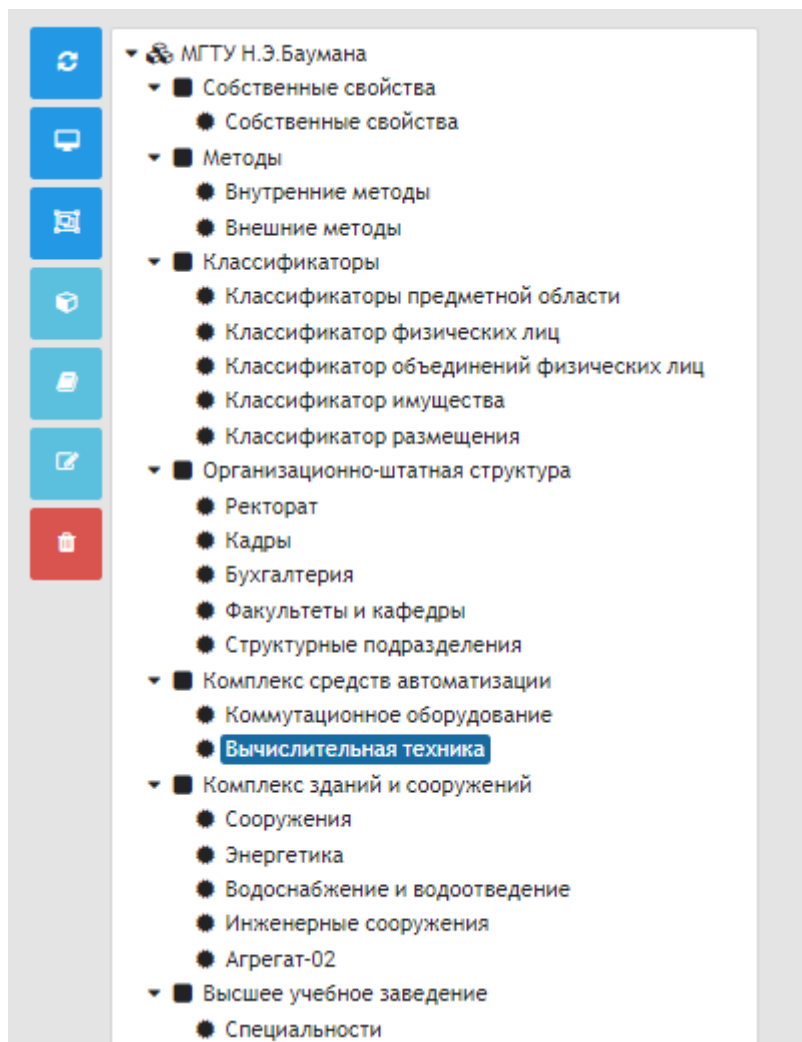 МГТУ Н.Э.Баумана
Собственные свойства
Собственные свойства
Методы
Внутренние методы
Внешние методы
Классификаторы
Классификаторы предметной области
Классификатор физических лиц
Классификатор объединений физических лиц
Классификатор имущества
Классификатор размещения
Организационно-штатная структура
Ректорат
Кадры
Бухгалтерия
Факультеты и кафедры
Структурные подразделения
Комплекс средств автоматизации
Коммутационное оборудование
Вычислительная техника
Комплекс зданий и сооружений
Сооружения
Энергетика
Водоснабжение и водоотведение
Инженерные сооружения
Агрегат-02
Высшее учебное заведение
Специальности